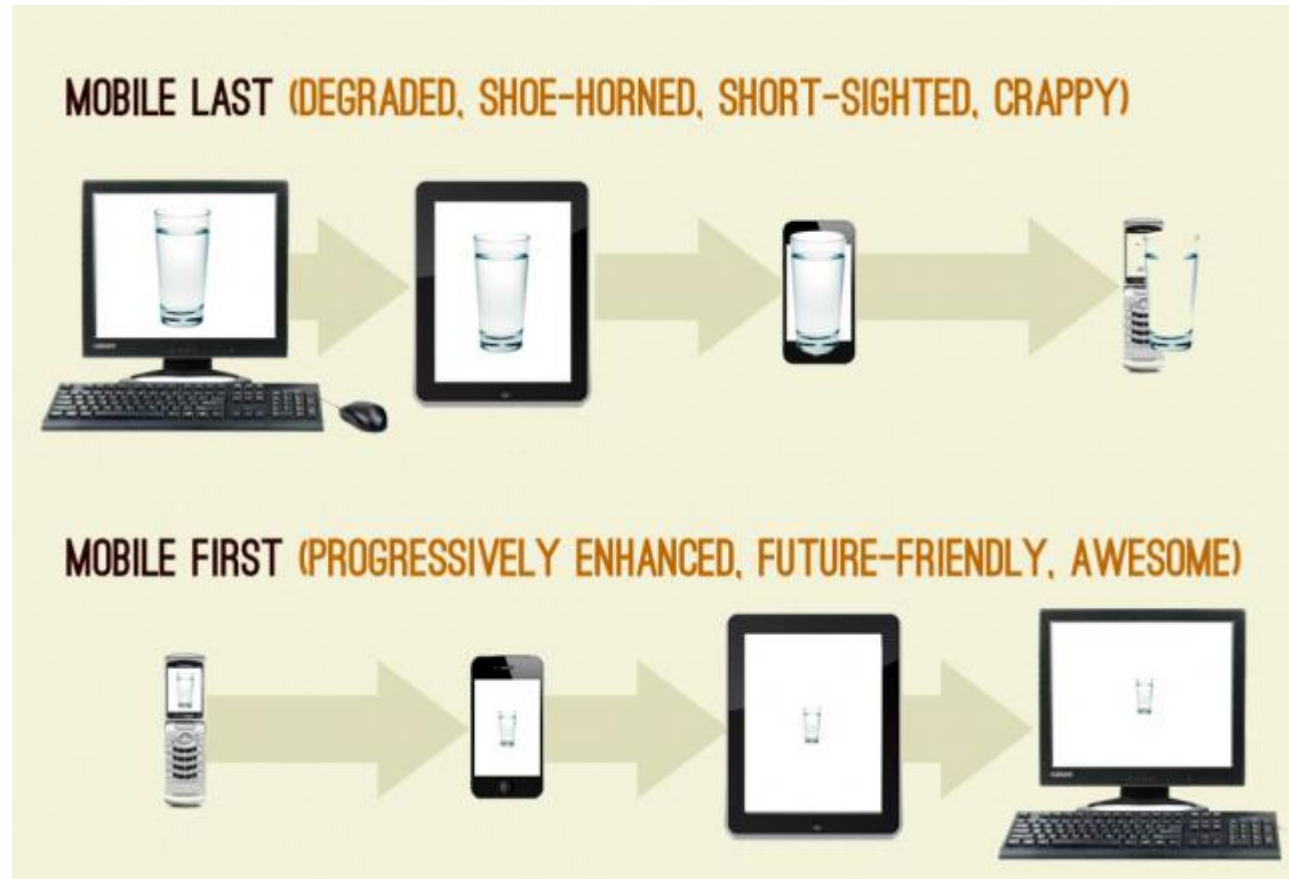 MOBILE LAST (DEGRADED, SHOE-HORNED, SHORT-SIGHTED, CRAPPY)
MOBILE FIRST (PROGRESSIVELY ENHANCED, FUTURE-FRIENDLY, AWESOME)